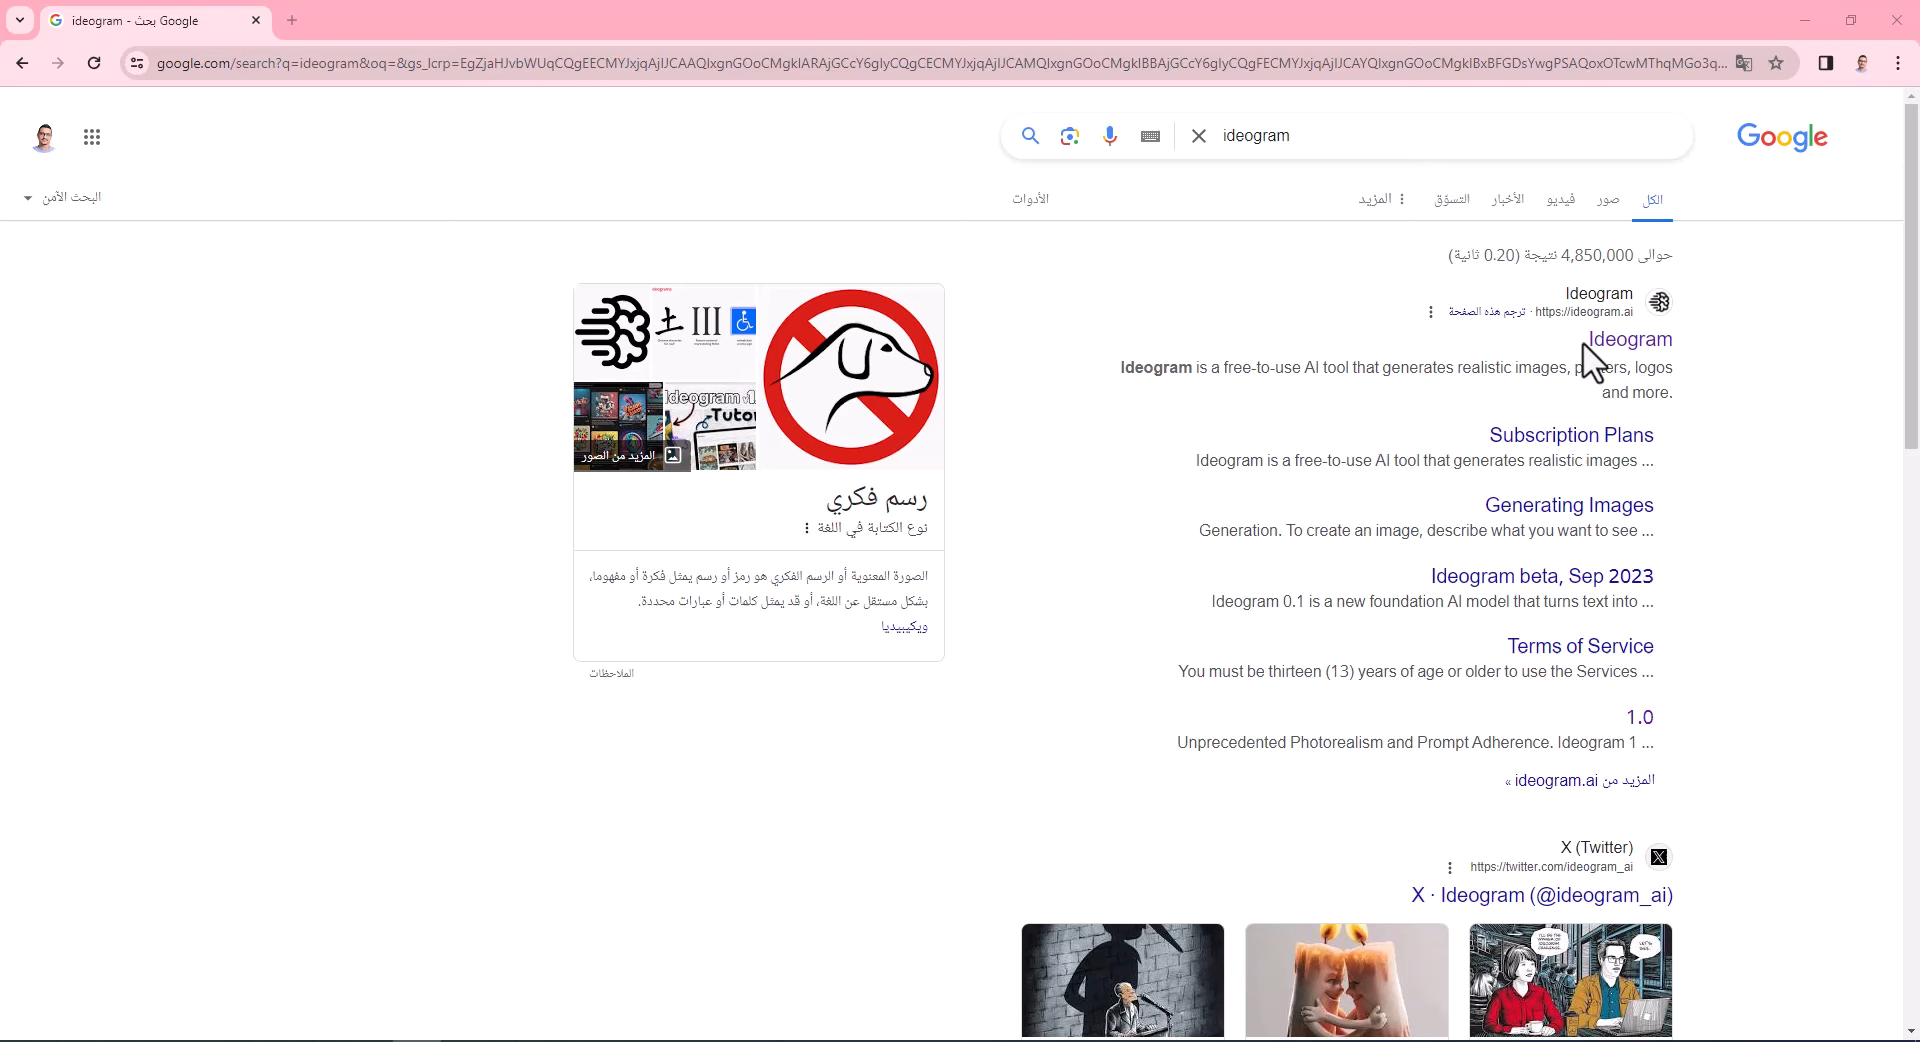 ideogram - بحث Google
google.com/search?q=ideogram&oq=&gs_lcrp=EgZjaHJvbWUqCQgEECMYJxjqAjIJCAAQIxgnGOoCMgkIARAjGCcY6gIyCQgCECMYJxjqAjIJCAMQIxgnGOoCMgkIBBAjGCcY6gIyCQgFECMYJxjqAjIJCAYQIxgnGOoCMgkIBxBFGDsYwgPSAQoxOTcwMThqMGo3q...
ideogram
Google
الكل
صور
فيديو
الأخبار
التسوّق
المزيد
الأدوات
البحث الآمن
حوالى 4,850,000 نتيجة (0.20 ثانية)
Ideogram
https://ideogram.ai · ترجم هذه الصفحة
Ideogram
Ideogram is a free-to-use AI tool that generates realistic images, logos
and more.
Subscription Plans
Ideogram is a free-to-use AI tool that generates realistic images ...
Generating Images
Generation. To create an image, describe what you want to see ...
Ideogram beta, Sep 2023
Ideogram 0.1 is a new foundation AI model that turns text into ...
Terms of Service
You must be thirteen (13) years of age or older to use the Services ...
1.0
Unprecedented Photorealism and Prompt Adherence. Ideogram 1 ...
المزيد من ideogram.ai »
X (Twitter)
https://twitter.com/ideogram_ai
X · Ideogram (@ideogram_ai)
土 III
Ideogram v1.
Tutor
المزيد من الصور
رسم فكري
نوع الكتابة في اللغة
الصورة المعنوية أو الرسم الفكري هو رمز أو رسم يمثل فكرة أو مفهوما،
بشكل مستقل عن اللغة، أو قد يمثل كلمات أو عبارات محددة.
ويكيبيديا
الملاحظات